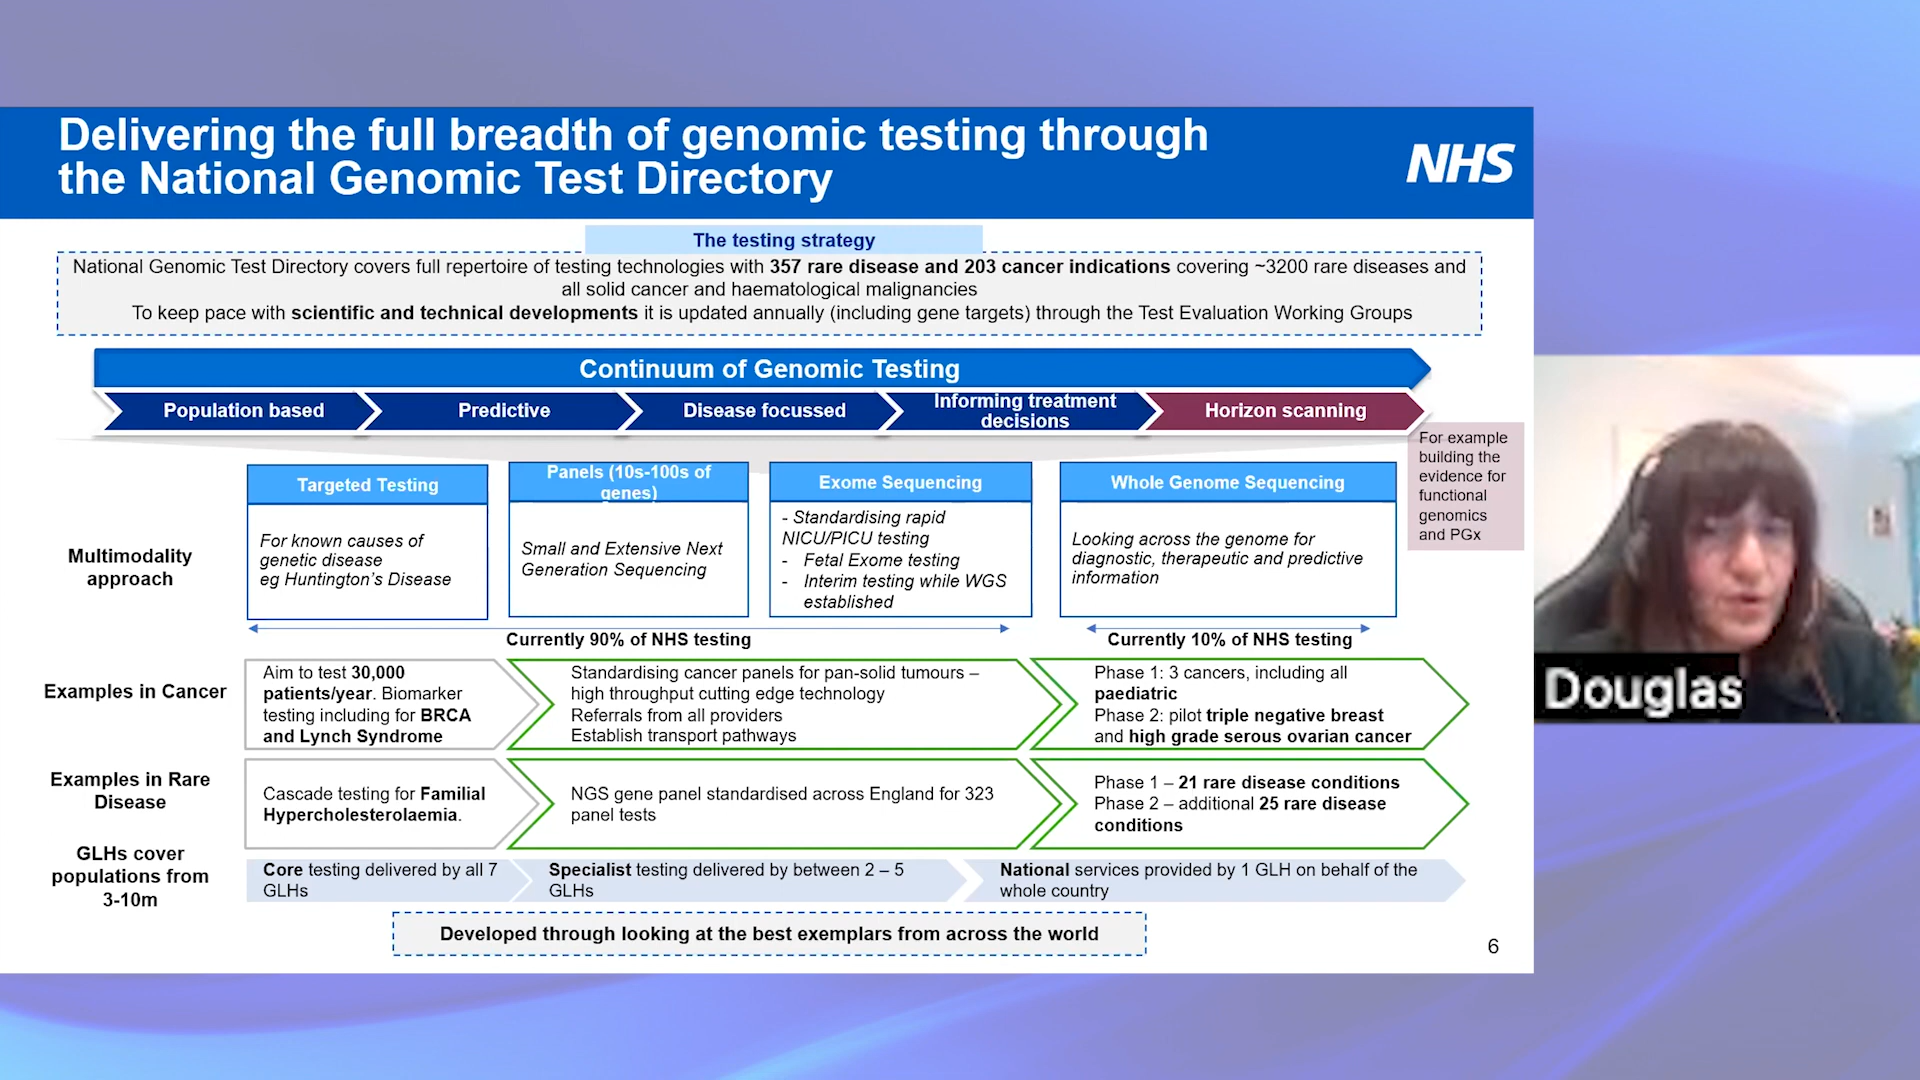 Delivering the full breadth of genomic testing through
the National Genomic Test Directory
NHS
The testing strategy
National Genomic Test Directory covers full repertoire of testing technologies with 357 rare disease and 203 cancer indications covering ~3200 rare diseases and
all solid cancer and haematological malignancies
To keep pace with scientific and technical developments it is updated annually (including gene targets) through the Test Evaluation Working Groups
Continuum of Genomic Testing
Population based
Predictive
Disease focussed
Informing treatment
decisions
Horizon scanning
For example
building the
evidence for
functional
genomics
and PGx
Multimodality
approach
Targeted Testing
For known causes of
genetic disease
eg Huntington's Disease
Panels (10s-100s of
genes)
Small and Extensive Next
Generation Sequencing
Exome Sequencing
- Standardising rapid
NICU/PICU testing
- Fetal Exome testing
- Interim testing while WGS
established
Whole Genome Sequencing
Looking across the genome for
diagnostic, therapeutic and predictive
information
Currently 90% of NHS testing
Currently 10% of NHS testing
Examples in Cancer
Aim to test 30,000
patients/year. Biomarker
testing including for BRCA
and Lynch Syndrome
Standardising cancer panels for pan-solid tumours –
high throughput cutting edge technology
Referrals from all providers
Establish transport pathways
Phase 1: 3 cancers, including all
paediatric
Phase 2: pilot triple negative breast
and high grade serous ovarian cancer
Examples in Rare
Disease
Cascade testing for Familial
Hypercholesterolaemia.
NGS gene panel standardised across England for 323
panel tests
Phase 1 – 21 rare disease conditions
Phase 2 – additional 25 rare disease
conditions
GLHs cover
populations from
3-10m
Core testing delivered by all 7
GLHs
Specialist testing delivered by between 2 – 5
GLHs
National services provided by 1 GLH on behalf of the
whole country
Developed through looking at the best exemplars from across the world
6
Douglas